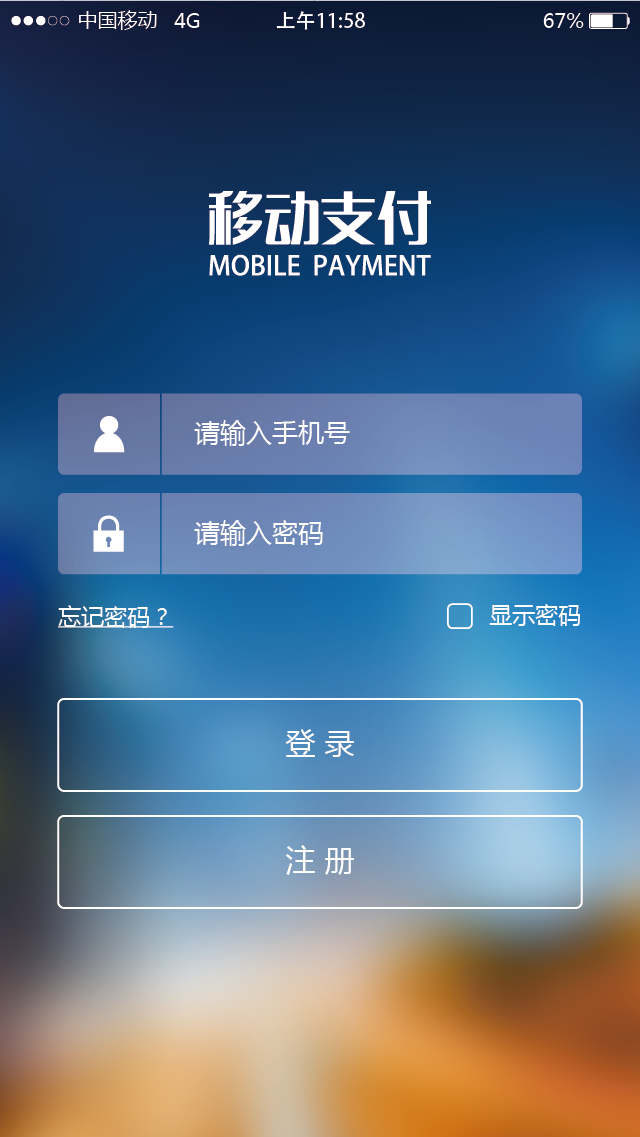 中国移动 4G 上午11:58 67%
移动支付
MOBILE PAYMENT
请输入手机号
请输入密码
忘记密码？ 显示密码
登 录
注 册